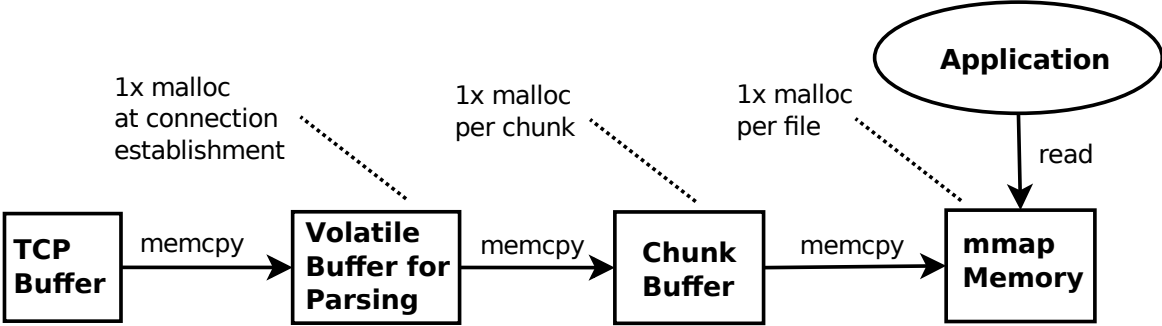 Application
1x malloc
at connection
establishment
1x malloc
per chunk
1x malloc
per file
read
TCP
Buffer
memcpy
Volatile
Buffer for
Parsing
memcpy
Chunk
Buffer
memcpy
mmap
Memory